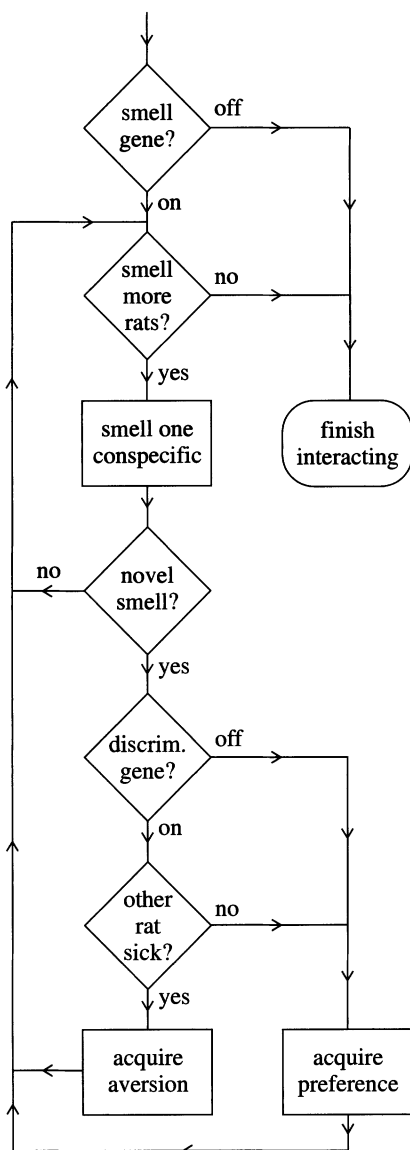 smell
gene?
off
on
smell
more
rats?
no
yes
smell one
conspecific
finish
interacting
no
novel
smell?
yes
discrim.
gene?
off
on
other
rat
sick?
no
yes
acquire
aversion
acquire
preference